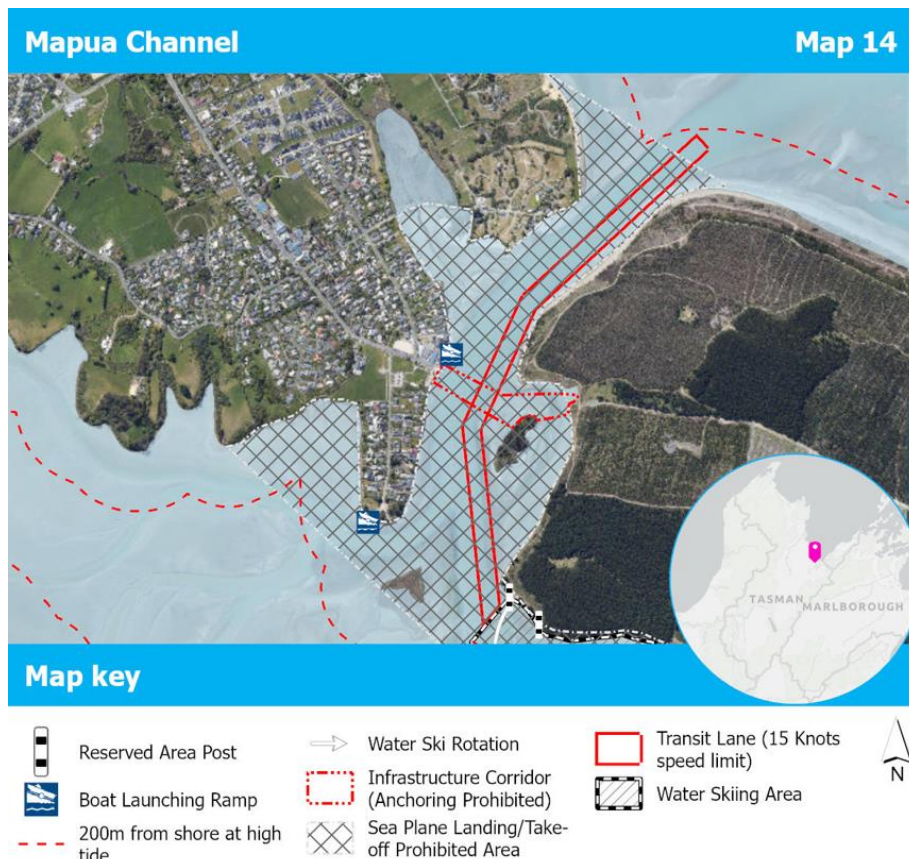 Mapua Channel
Map 14
TASMAN
MARLBOROUGH
Map key
Reserved Area Post
Boat Launching Ramp
200m from shore at high
tide
Water Ski Rotation
Infrastructure Corridor
(Anchoring Prohibited)
Sea Plane Landing/Take-
off Prohibited Area
Transit Lane (15 Knots
speed limit)
Water Skiing Area
N